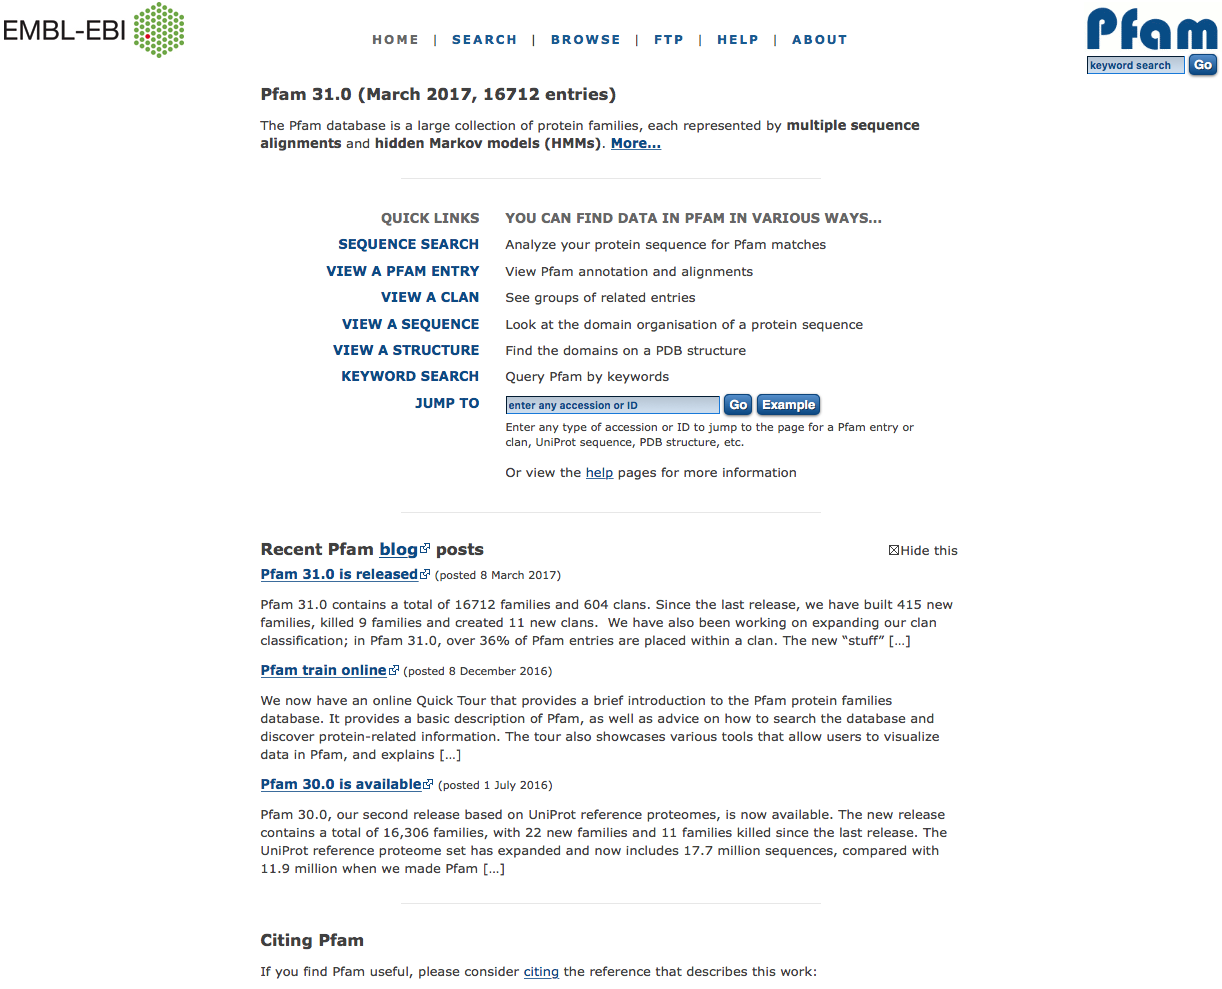 EMBL-EBI
HOME | SEARCH | BROWSE | FTP | HELP | ABOUT
Pfam
keyword search Go
Pfam 31.0 (March 2017, 16712 entries)
The Pfam database is a large collection of protein families, each represented by multiple sequence
alignments and hidden Markov models (HMMs). More...
QUICK LINKS YOU CAN FIND DATA IN PFAM IN VARIOUS WAYS...
SEQUENCE SEARCH Analyze your protein sequence for Pfam matches
VIEW A PFAM ENTRY View Pfam annotation and alignments
VIEW A CLAN See groups of related entries
VIEW A SEQUENCE Look at the domain organisation of a protein sequence
VIEW A STRUCTURE Find the domains on a PDB structure
KEYWORD SEARCH Query Pfam by keywords
JUMP TO enter any accession or ID Go Example
Enter any type of accession or ID to jump to the page for a Pfam entry or
clan, UniProt sequence, PDB structure, etc.
Or view the help pages for more information
Recent Pfam blog posts Hide this
Pfam 31.0 is released (posted 8 March 2017)
Pfam 31.0 contains a total of 16712 families and 604 clans. Since the last release, we have built 415 new
families, killed 9 families and created 11 new clans.  We have also been working on expanding our clan
classification; in Pfam 31.0, over 36% of Pfam entries are placed within a clan. The new “stuff” [...]
Pfam train online (posted 8 December 2016)
We now have an online Quick Tour that provides a brief introduction to the Pfam protein families
database. It provides a basic description of Pfam, as well as advice on how to search the database and
discover protein-related information. The tour also showcases various tools that allow users to visualize
data in Pfam, and explains [...]
Pfam 30.0 is available (posted 1 July 2016)
Pfam 30.0, our second release based on UniProt reference proteomes, is now available. The new release
contains a total of 16,306 families, with 22 new families and 11 families killed since the last release. The
UniProt reference proteome set has expanded and now includes 17.7 million sequences, compared with
11.9 million when we made Pfam [...]
Citing Pfam
If you find Pfam useful, please consider citing the reference that describes this work: